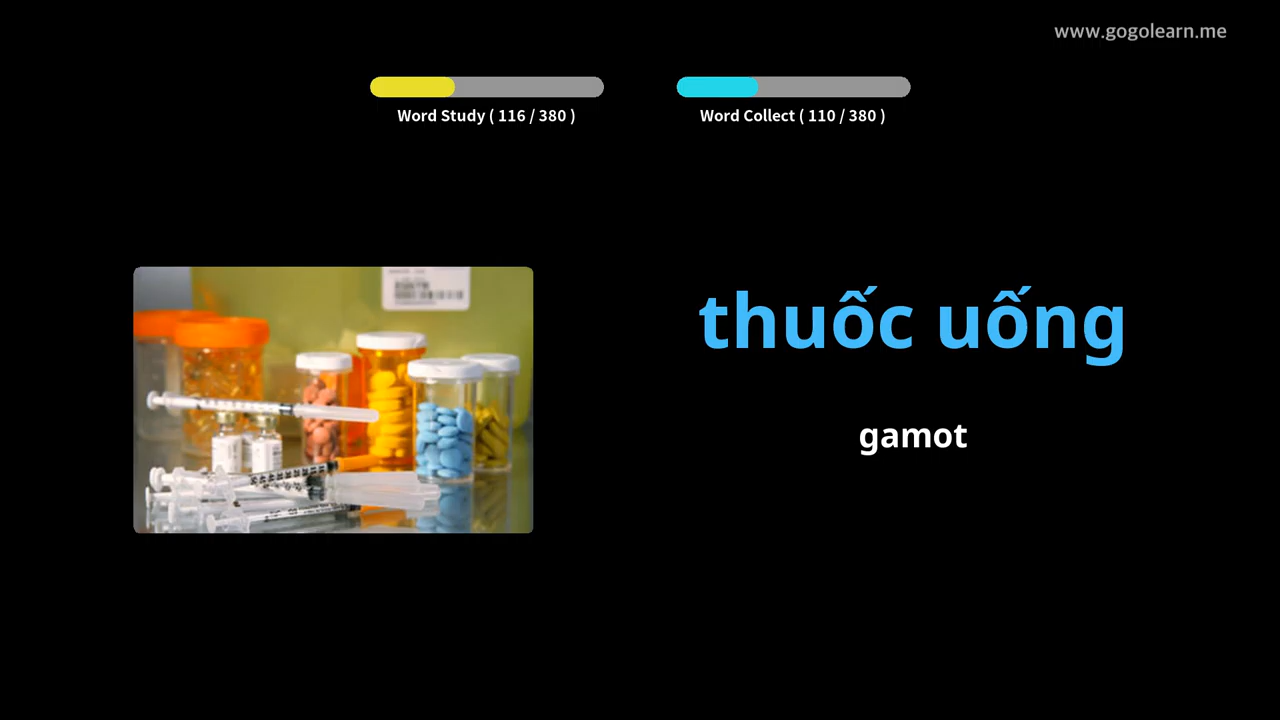 www.gogolearn.me
Word Study ( 116 / 380 )
Word Collect ( 110 / 380 )
thuốc uống
gamot